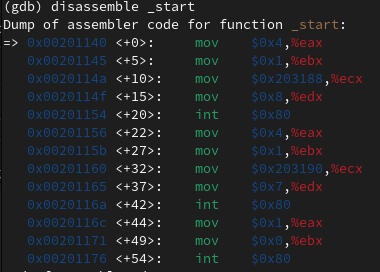 (gdb) disassemble _start
Dump of assembler code for function _start:
=> 0x00201140 <+0>: mov $0x4,%eax
0x00201145 <+5>: mov $0x1,%ebx
0x0020114a <+10>: mov $0x203188,%ecx
0x0020114f <+15>: mov $0x8,%edx
0x00201154 <+20>: int $0x80
0x00201156 <+22>: mov $0x4,%eax
0x0020115b <+27>: mov $0x1,%ebx
0x00201160 <+32>: mov $0x203190,%ecx
0x00201165 <+37>: mov $0x7,%edx
0x0020116a <+42>: int $0x80
0x0020116c <+44>: mov $0x1,%eax
0x00201171 <+49>: mov $0x0,%ebx
0x00201176 <+54>: int $0x80